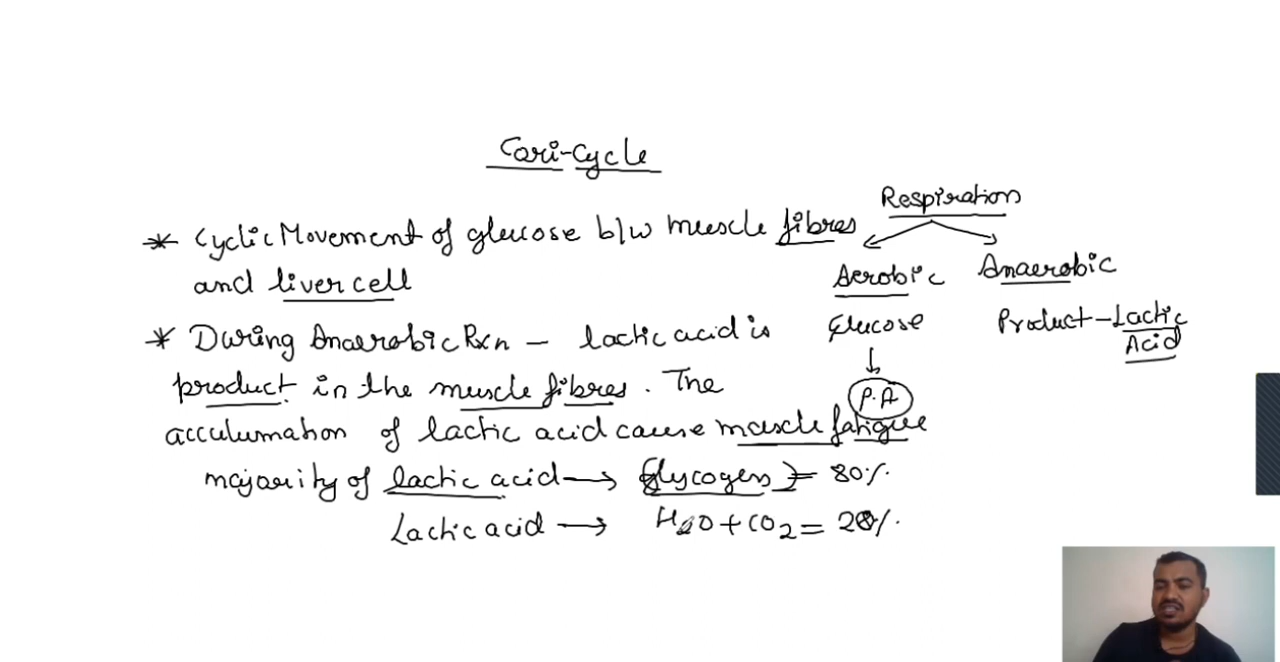 Cori-Cycle
* Cyclic Movement of glucose b/w muscle fibres
and liver cell
* During Anaerobic Rxn - lactic acid is
product in the muscle fibres. The
acculumation of lactic acid cause muscle fatigue
majority of lactic acid → Glycogen = 80%.
Lactic acid → H2O + CO2 = 20%.
Respiration
Aerobic
Anaerobic
Glucose
Product - Lactic
Acid
P.A